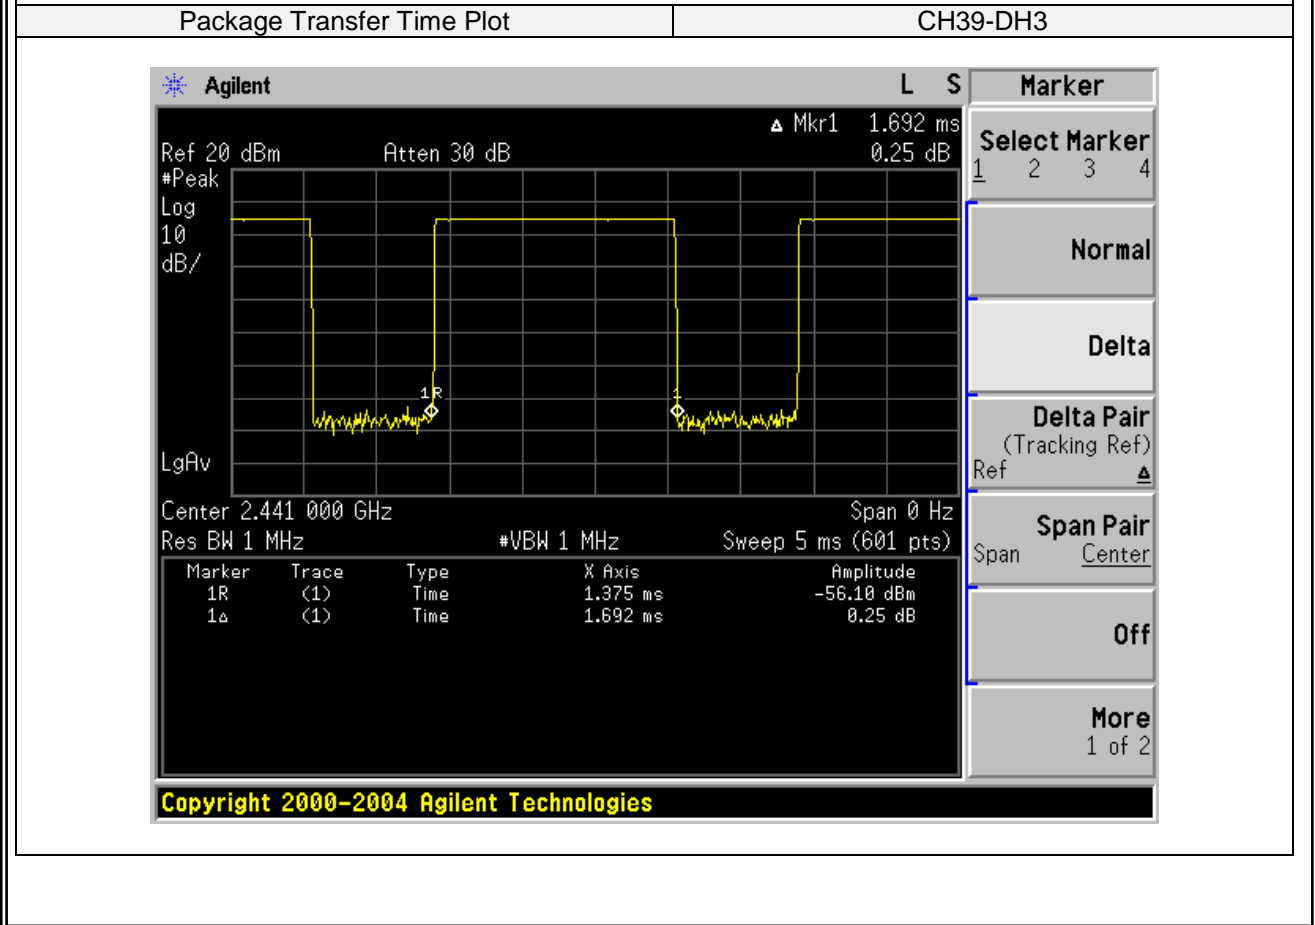 Package Transfer Time Plot CH39-DH3
Agilent L S
Δ Mkr1 1.692 ms
Ref 20 dBm Atten 30 dB 0.25 dB
#Peak
Log
10
dB/
1R 1
LgAv
Center 2.441 000 GHz Span 0 Hz
Res BW 1 MHz #VBW 1 MHz Sweep 5 ms (601 pts)
Marker Trace Type X Axis Amplitude
1R (1) Time 1.375 ms -56.10 dBm
1Δ (1) Time 1.692 ms 0.25 dB
Copyright 2000-2004 Agilent Technologies
Marker
Select Marker
1 2 3 4
Normal
Delta
Delta Pair
(Tracking Ref)
Ref Δ
Span Pair
Span Center
Off
More
1 of 2